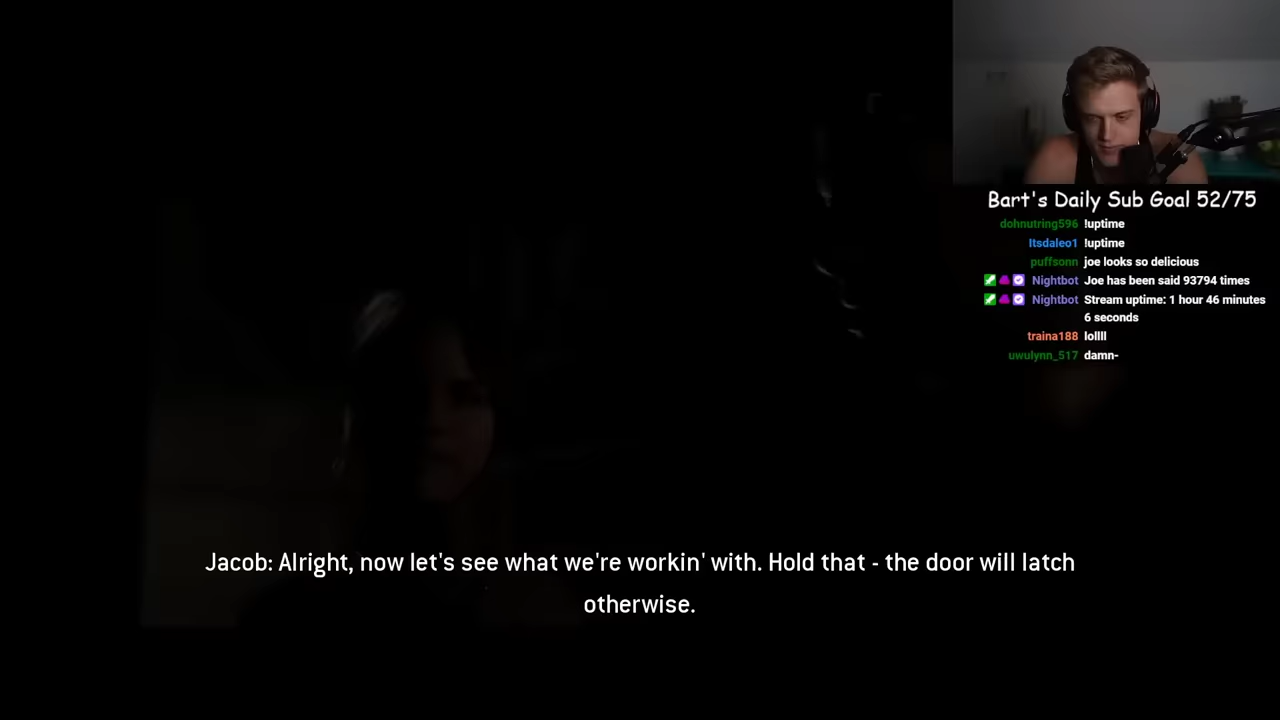 Bart's Daily Sub Goal 52/75
dohnutring596 !uptime
Itsdaleo1 !uptime
puffsonn joe looks so delicious
Nightbot Joe has been said 93794 times
Nightbot Stream uptime: 1 hour 46 minutes
6 seconds
traina188 lollll
uwulynn_517 damn-
Jacob: Alright, now let's see what we're workin' with. Hold that - the door will latch
otherwise.